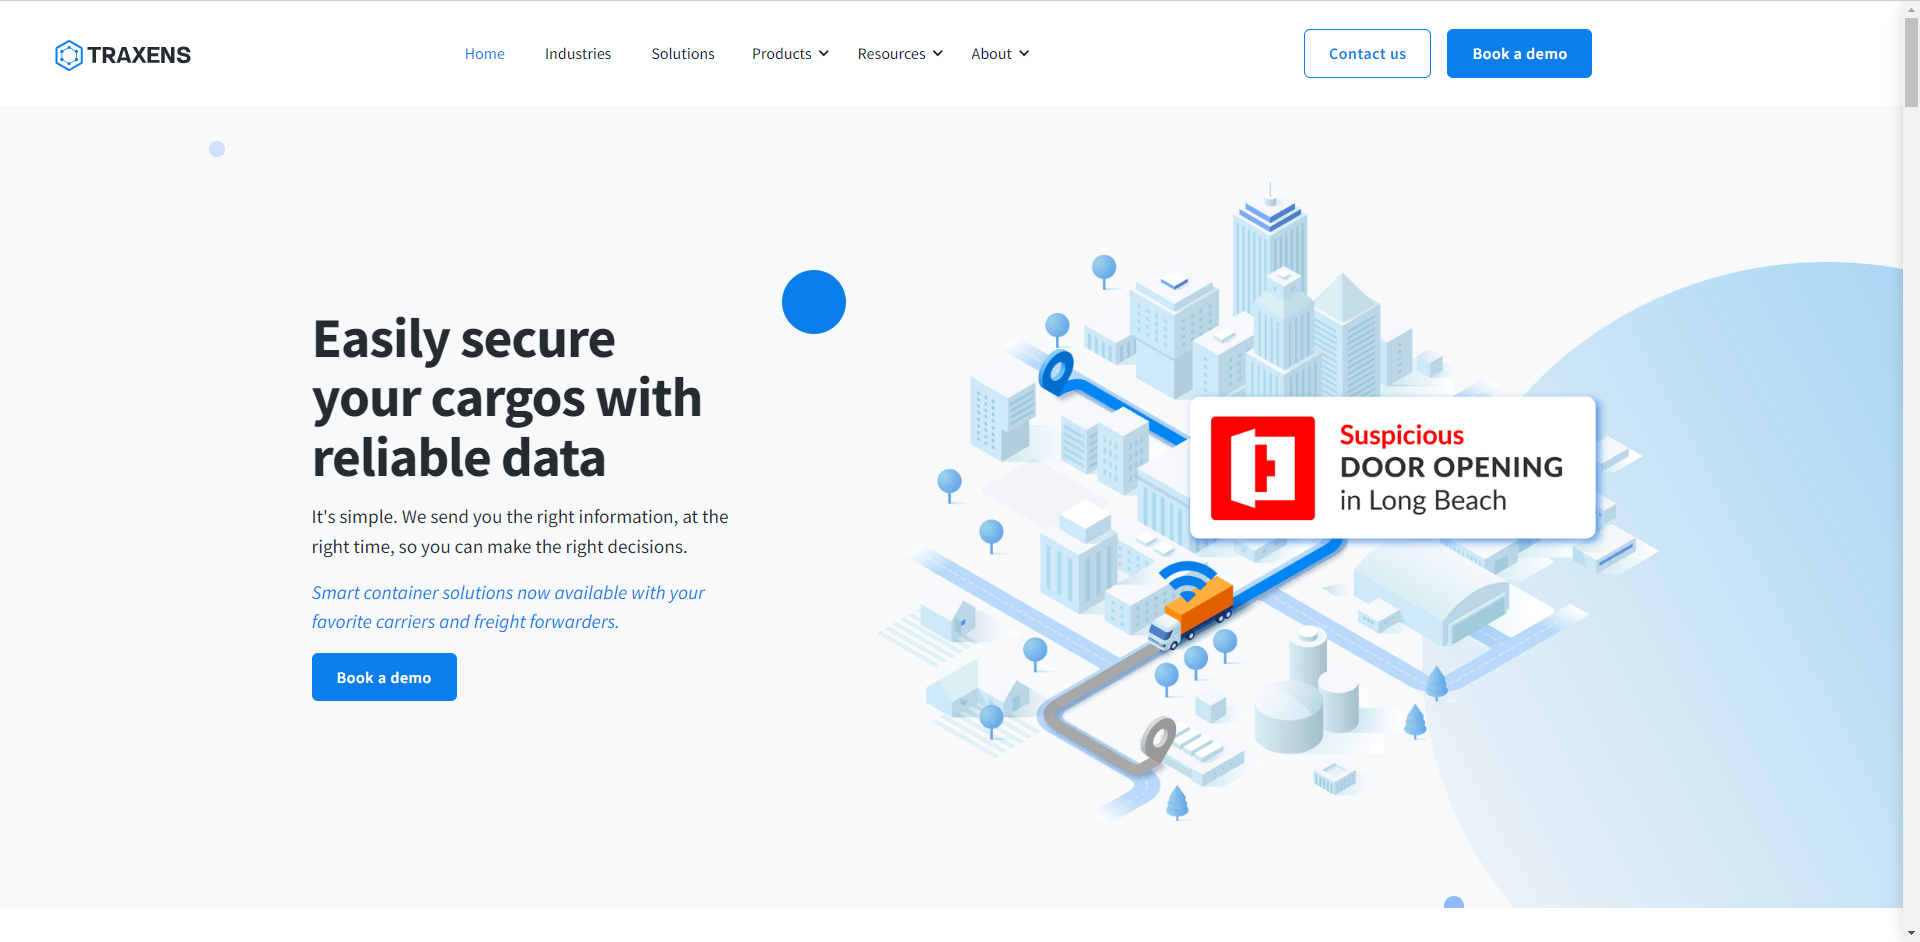 TRAXENS
Home Industries Solutions Products Resources About
Contact us
Book a demo
Easily secure
your cargos with
reliable data
It's simple. We send you the right information, at the
right time, so you can make the right decisions.
Smart container solutions now available with your
favorite carriers and freight forwarders.
Book a demo
Suspicious
DOOR OPENING
in Long Beach